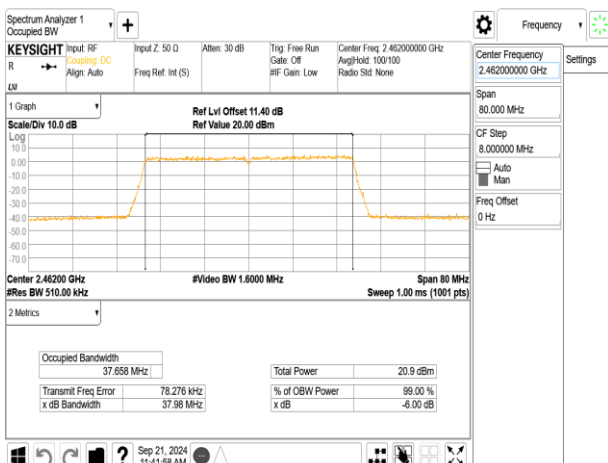 Spectrum Analyzer 1
Occupied BW
Frequency
KEYSIGHT
R
LXI
Input: RF
Coupling: DC
Align: Auto
Input Z: 50 Ω
Freq Ref: Int (S)
Atten: 30 dB
Trig: Free Run
Gate: Off
#IF Gain: Low
Center Freq: 2.462000000 GHz
Avg|Hold: 100/100
Radio Std: None
Center Frequency
2.462000000 GHz
Settings
Span
80.000 MHz
CF Step
8.000000 MHz
Auto
Man
Freq Offset
0 Hz
1 Graph
Scale/Div 10.0 dB
Ref Lvl Offset 11.40 dB
Ref Value 20.00 dBm
Log
10.0
0.00
-10.0
-20.0
-30.0
-40.0
-50.0
-60.0
-70.0
Center 2.46200 GHz
#Res BW 510.00 kHz
#Video BW 1.6000 MHz
Span 80 MHz
Sweep 1.00 ms (1001 pts)
2 Metrics
Occupied Bandwidth
37.658 MHz
Total Power 20.9 dBm
Transmit Freq Error 78.276 kHz
% of OBW Power 99.00 %
x dB Bandwidth 37.98 MHz
x dB -6.00 dB
?
Sep 21, 2024
11:41:58 AM